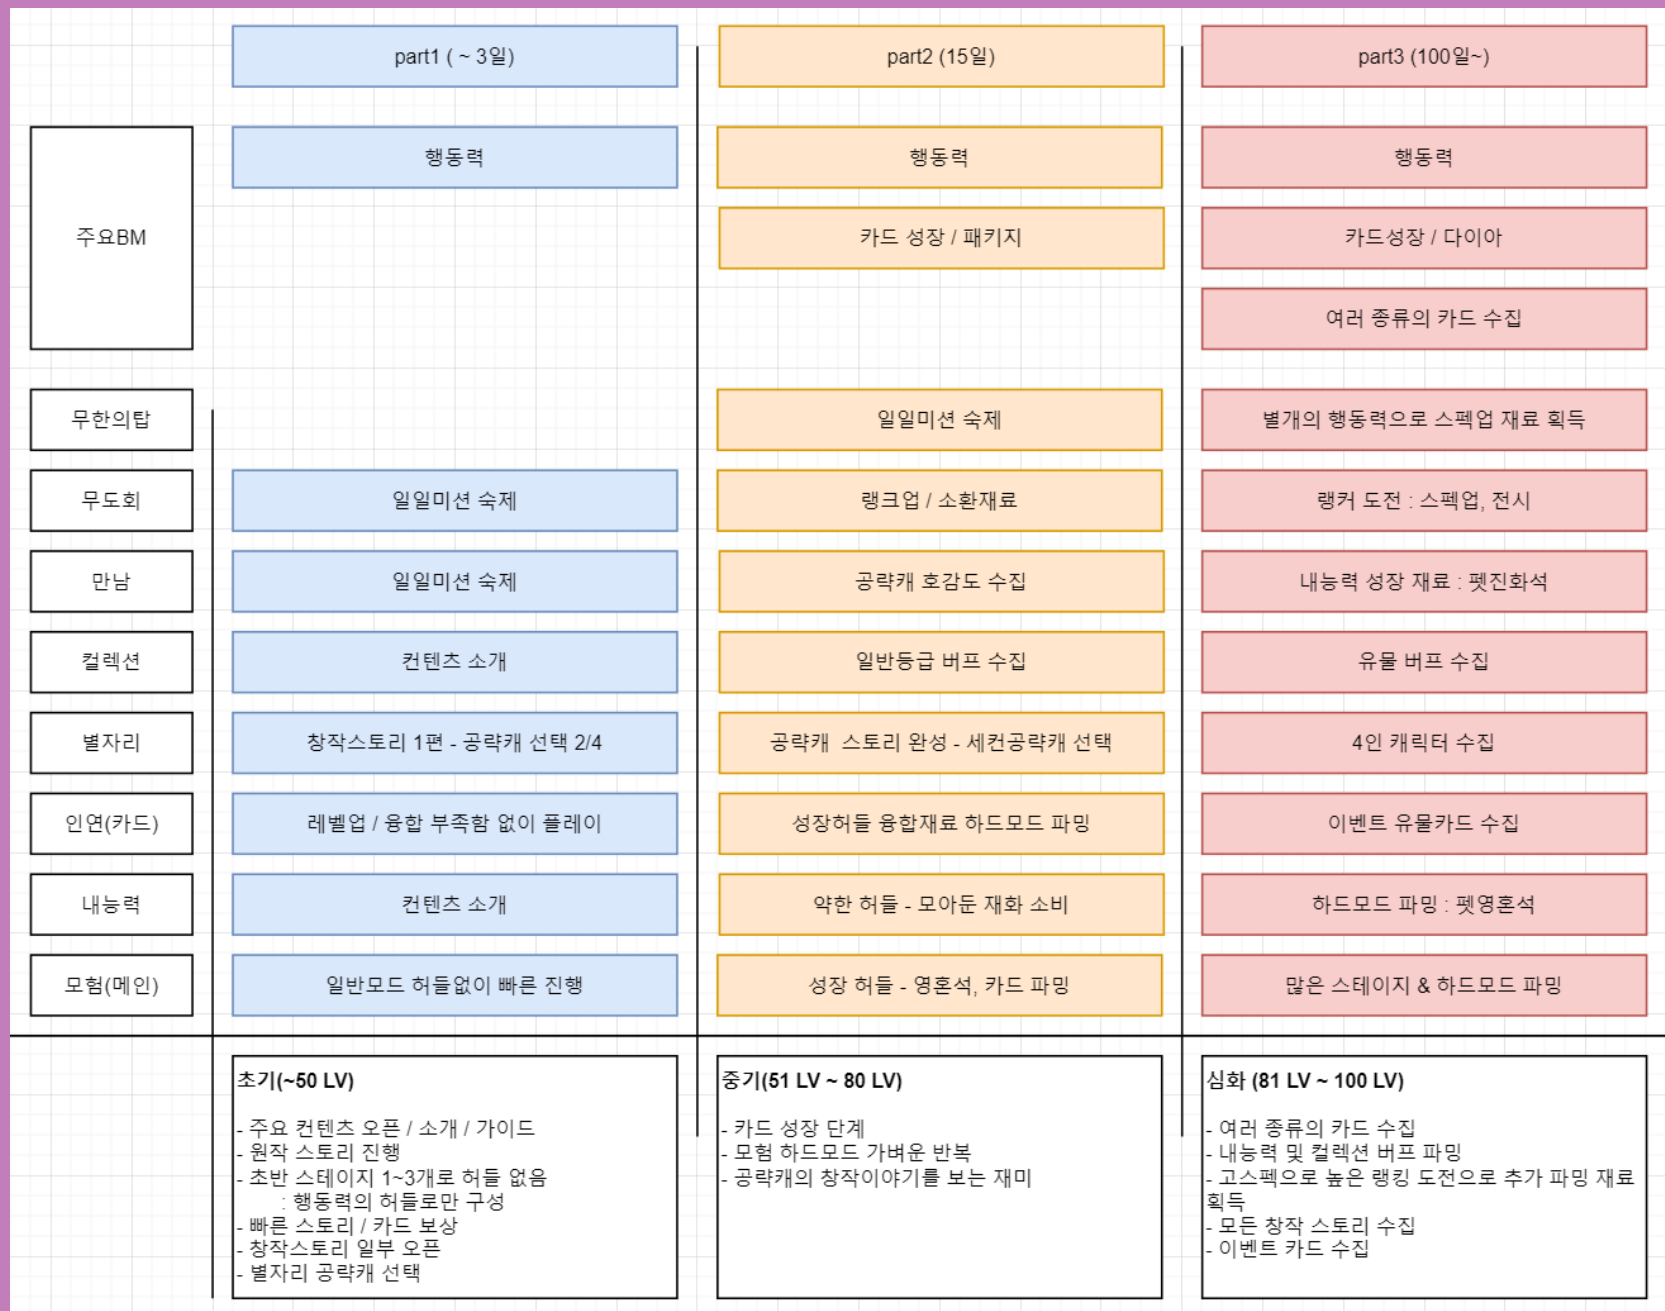 part1 ( ~ 3일)
part2 (15일)
part3 (100일~)
주요BM
행동력
행동력
행동력
카드 성장 / 패키지
카드성장 / 다이아
여러 종류의 카드 수집
무한의탑
일일미션 숙제
별개의 행동력으로 스펙업 재료 획득
무도회
일일미션 숙제
랭크업 / 소환재료
랭커 도전 : 스펙업, 전시
만남
일일미션 숙제
공략캐 호감도 수집
내능력 성장 재료 : 펫진화석
컬렉션
컨텐츠 소개
일반등급 버프 수집
유물 버프 수집
별자리
창작스토리 1편 - 공략캐 선택 2/4
공략캐  스토리 완성 - 세컨공략캐 선택
4인 캐릭터 수집
인연(카드)
레벨업 / 융합 부족함 없이 플레이
성장허들 융합재료 하드모드 파밍
이벤트 유물카드 수집
내능력
컨텐츠 소개
약한 허들 - 모아둔 재화 소비
하드모드 파밍 : 펫영혼석
모험(메인)
일반모드 허들없이 빠른 진행
성장 허들 - 영혼석, 카드 파밍
많은 스테이지 & 하드모드 파밍
초기(~50 LV)
- 주요 컨텐츠 오픈 / 소개 / 가이드
- 원작 스토리 진행
- 초반 스테이지 1~3개로 허들 없음
: 행동력의 허들로만 구성
- 빠른 스토리 / 카드 보상
- 창작스토리 일부 오픈
- 별자리 공략캐 선택
중기(51 LV ~ 80 LV)
- 카드 성장 단계
- 모험 하드모드 가벼운 반복
- 공략캐의 창작이야기를 보는 재미
심화 (81 LV ~ 100 LV)
- 여러 종류의 카드 수집
- 내능력 및 컬렉션 버프 파밍
- 고스펙으로 높은 랭킹 도전으로 추가 파밍 재료
획득
- 모든 창작 스토리 수집
- 이벤트 카드 수집